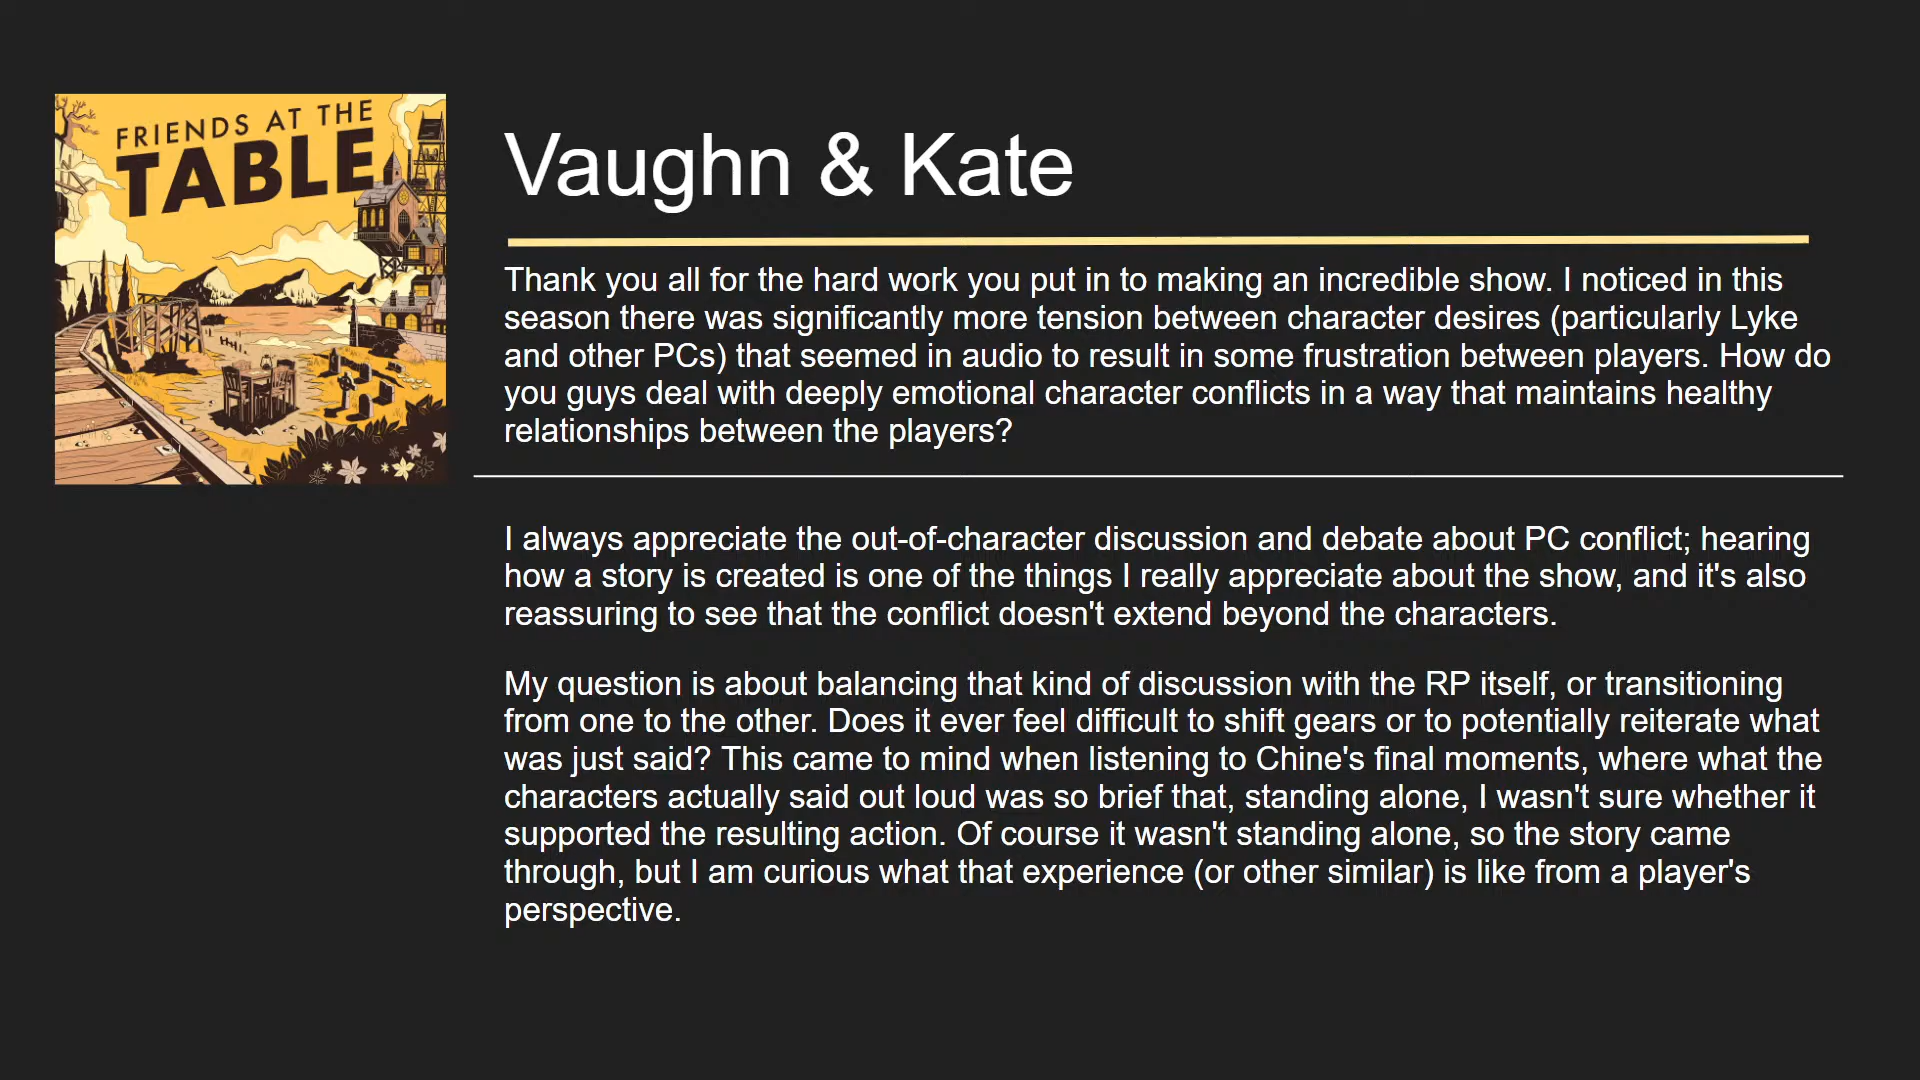 FRIENDS AT THE
TABLE
Vaughn & Kate
Thank you all for the hard work you put in to making an incredible show. I noticed in this
season there was significantly more tension between character desires (particularly Lyke
and other PCs) that seemed in audio to result in some frustration between players. How do
you guys deal with deeply emotional character conflicts in a way that maintains healthy
relationships between the players?
I always appreciate the out-of-character discussion and debate about PC conflict; hearing
how a story is created is one of the things I really appreciate about the show, and it's also
reassuring to see that the conflict doesn't extend beyond the characters.
My question is about balancing that kind of discussion with the RP itself, or transitioning
from one to the other. Does it ever feel difficult to shift gears or to potentially reiterate what
was just said? This came to mind when listening to Chine's final moments, where what the
characters actually said out loud was so brief that, standing alone, I wasn't sure whether it
supported the resulting action. Of course it wasn't standing alone, so the story came
through, but I am curious what that experience (or other similar) is like from a player's
perspective.